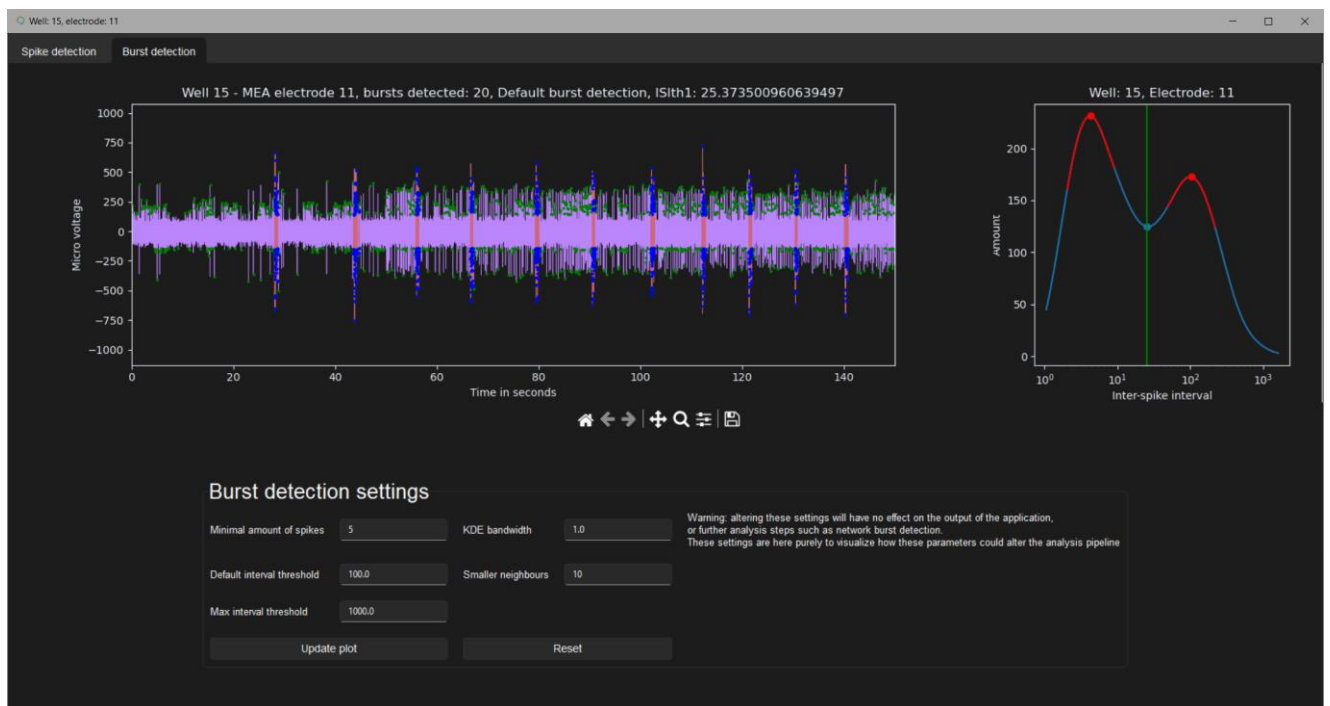 Well: 15, electrode: 11
Spike detection Burst detection
Well 15 - MEA electrode 11, bursts detected: 20, Default burst detection, ISIth1: 25.373500960639497
1000
750
500
250
0
−250
−500
−750
−1000
Micro voltage
0 20 40 60 80 100 120 140
Time in seconds
Well: 15, Electrode: 11
200
150
100
50
0
Amount
10⁰ 10¹ 10² 10³
Inter-spike interval
Burst detection settings
Minimal amount of spikes 5 KDE bandwidth 1.0
Default interval threshold 100.0 Smaller neighbours 10
Max interval threshold 1000.0
Update plot Reset
Warning: altering these settings will have no effect on the output of the application,
or further analysis steps such as network burst detection.
These settings are here purely to visualize how these parameters could alter the analysis pipeline